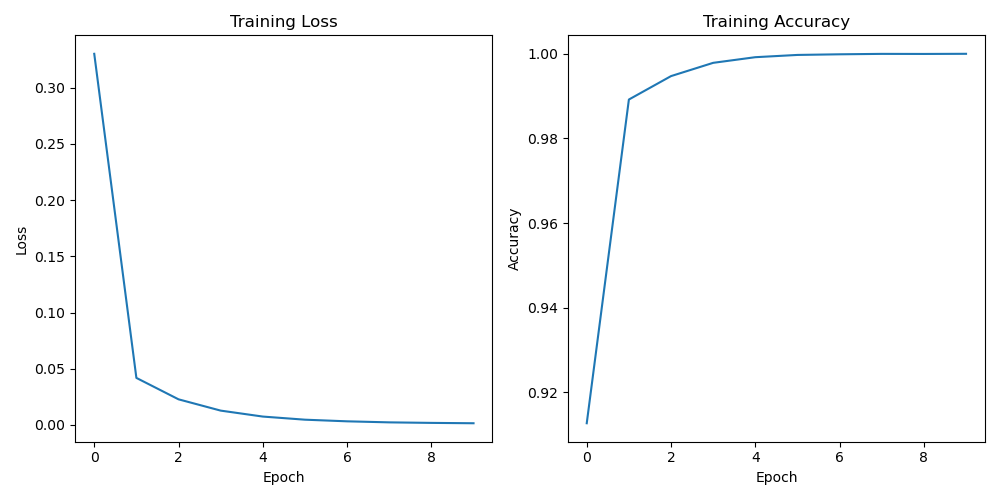 Training Loss
0.30
0.25
0.20
0.15
0.10
0.05
0.00
Loss
0 2 4 6 8
Epoch
Training Accuracy
1.00
0.98
0.96
0.94
0.92
Accuracy
0 2 4 6 8
Epoch